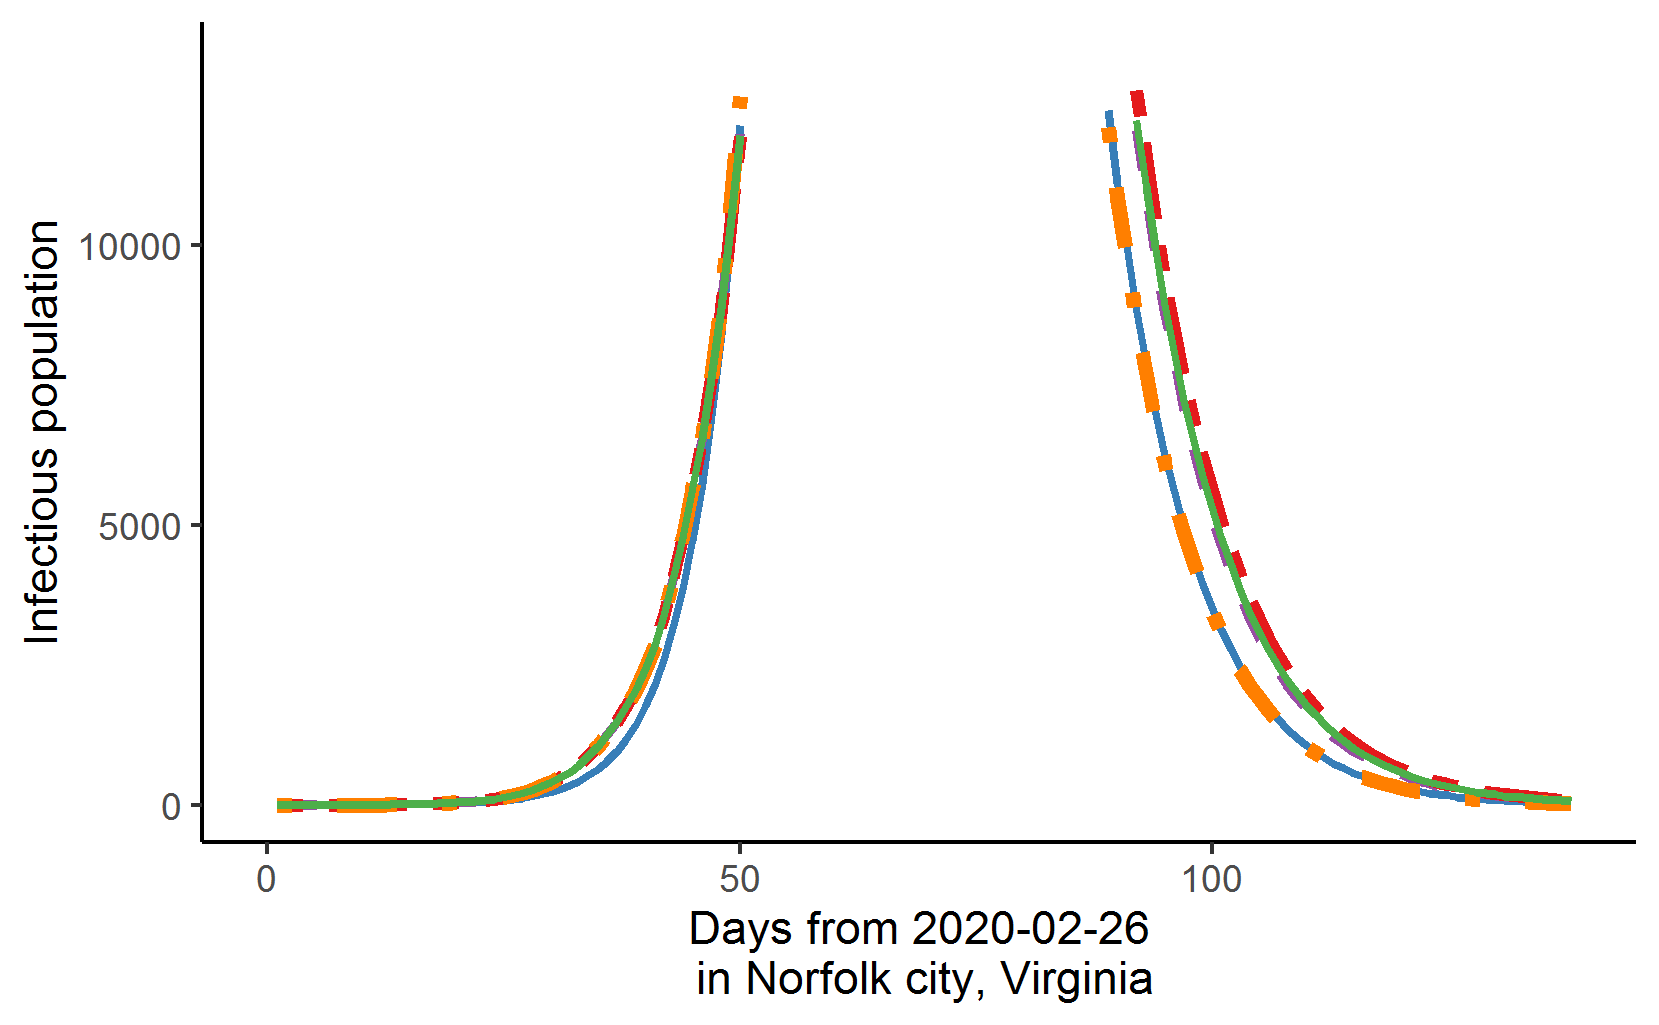 Infectious population
10000
5000
0
0
50
100
Days from 2020-02-26
in Norfolk city, Virginia